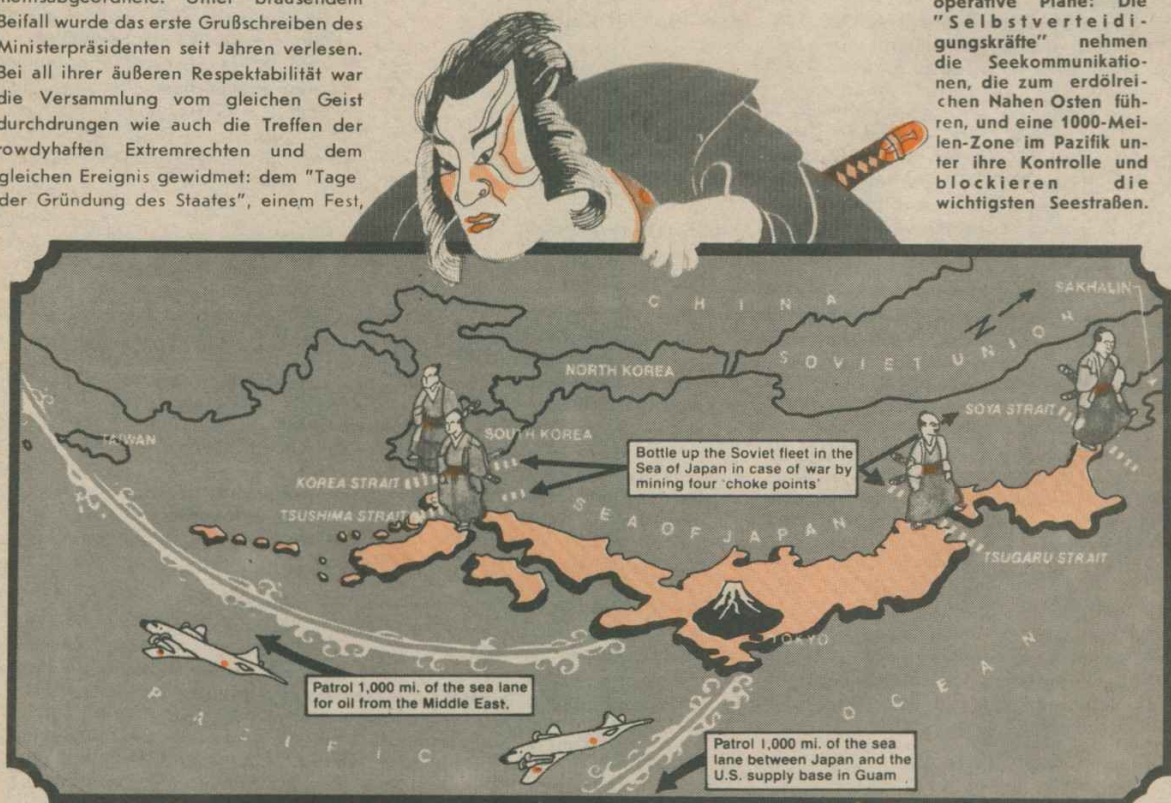 Beifall wurde das erste Grußschreiben des
Ministerpräsidenten seit Jahren verlesen.
Bei all ihrer äußeren Respektabilität war
die Versammlung vom gleichen Geist
durchdrungen wie auch die Treffen der
rowdyhaften Extremrechten und dem
gleichen Ereignis gewidmet: dem "Tage
der Gründung des Staates", einem Fest,
operative Pläne: Die
"Selbstverteidi-
gungskräfte" nehmen
die Seekommunikatio-
nen, die zum erdölrei-
chen Nahen Osten füh-
ren, und eine 1000-Mei-
len-Zone im Pazifik un-
ter ihre Kontrolle und
blockieren die
wichtigsten Seestraßen.
CHINA
SAKHALIN
SOVIET UNION
NORTH KOREA
SOYA STRAIT
TAIWAN
SOUTH KOREA
Bottle up the Soviet fleet in the
Sea of Japan in case of war by
mining four 'choke points'
KOREA STRAIT
TSUSHIMA STRAIT
SEA OF JAPAN
TSUGARU STRAIT
TOKYO
Patrol 1,000 mi. of the sea lane
for oil from the Middle East.
PACIFIC
OCEAN
Patrol 1,000 mi. of the sea
lane between Japan and the
U.S. supply base in Guam
N